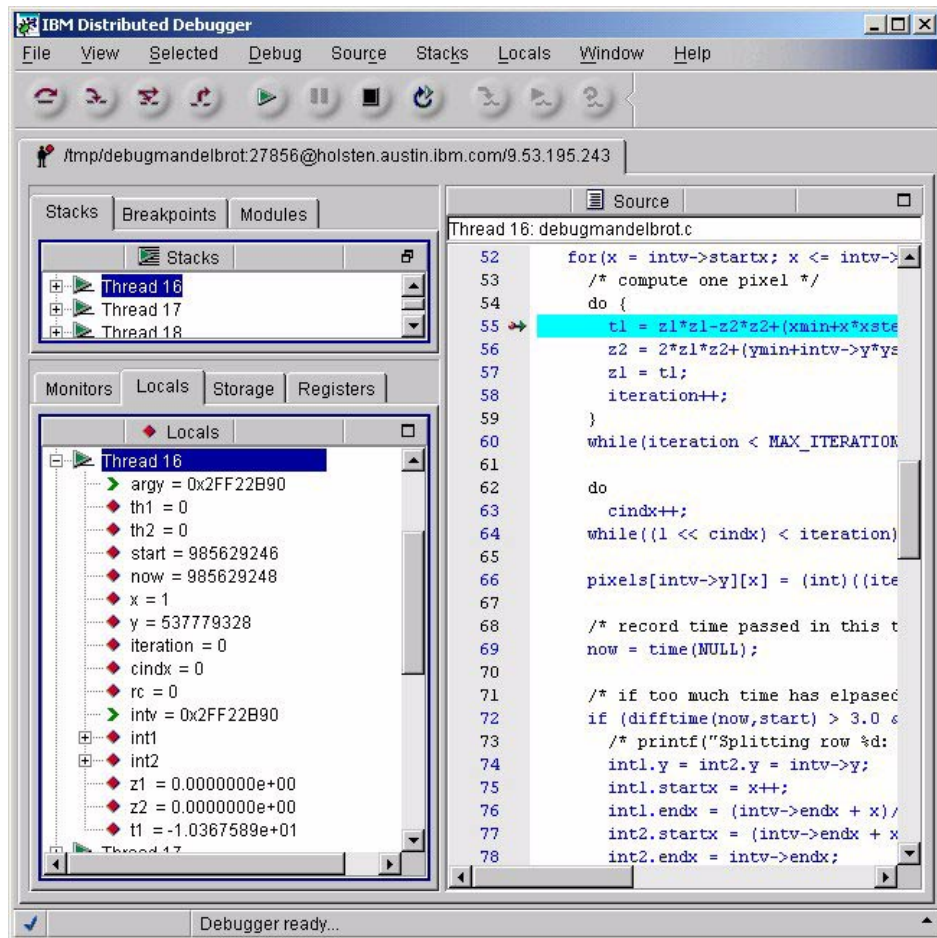 IBM Distributed Debugger
File View Selected Debug Source Stacks Locals Window Help
/tmp/debugmandelbrot:27856@holsten.austin.ibm.com/9.53.195.243
Stacks Breakpoints Modules
Stacks
Thread 16
Thread 17
Thread 18
Monitors Locals Storage Registers
Locals
Thread 16
argy = 0x2FF22B90
th1 = 0
th2 = 0
start = 985629246
now = 985629248
x = 1
y = 537779328
iteration = 0
cindx = 0
rc = 0
intv = 0x2FF22B90
int1
int2
z1 = 0.0000000e+00
z2 = 0.0000000e+00
t1 = -1.0367589e+01
Thread 17
Source
Thread 16: debugmandelbrot.c
52 for(x = intv->startx; x <= intv->
53 /* compute one pixel */
54 do {
55 t1 = z1*z1-z2*z2+(xmin+x*xste
56 z2 = 2*z1*z2+(ymin+intv->y*ys
57 z1 = t1;
58 iteration++;
59 }
60 while(iteration < MAX_ITERATION
61
62 do
63 cindx++;
64 while((1 << cindx) < iteration)
65
66 pixels[intv->y][x] = (int)((ite
67
68 /* record time passed in this t
69 now = time(NULL);
70
71 /* if too much time has elpased
72 if (difftime(now,start) > 3.0 &
73 /* printf("Splitting row %d:
74 int1.y = int2.y = intv->y;
75 int1.startx = x++;
76 int1.endx = (intv->endx + x)/
77 int2.startx = (intv->endx + x
78 int2.endx = intv->endx;
Debugger ready...